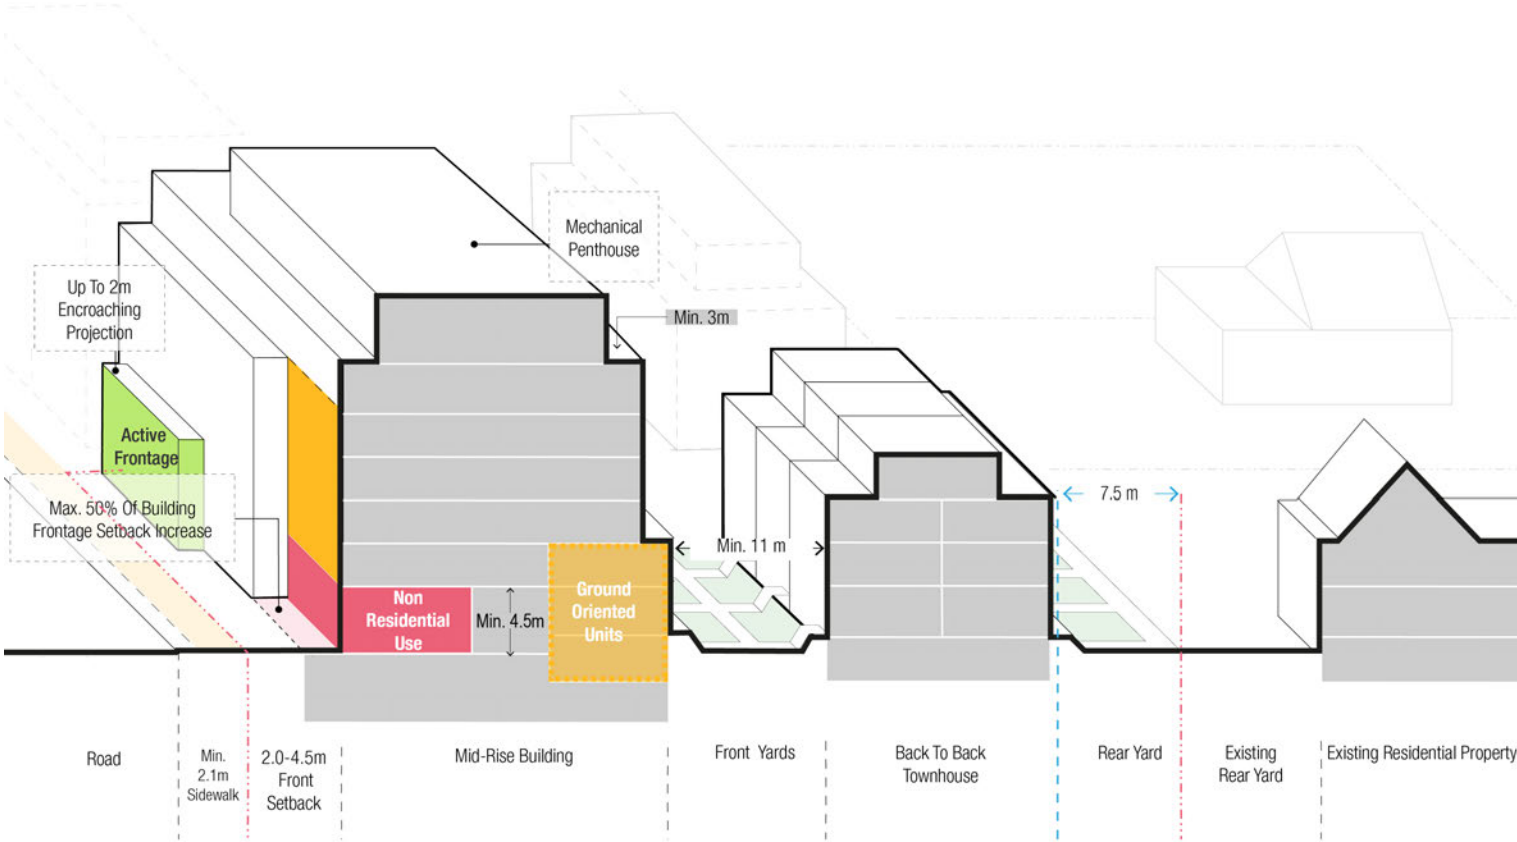 Mechanical
Penthouse
Up To 2m
Encroaching
Projection
Min. 3m
Active
Frontage
Max. 50% Of Building
Frontage Setback Increase
7.5 m
Min. 11 m
Non
Residential
Use
Min. 4.5m
Ground
Oriented
Units
Road
Min.
2.1m
Sidewalk
2.0-4.5m
Front
Setback
Mid-Rise Building
Front Yards
Back To Back
Townhouse
Rear Yard
Existing
Rear Yard
Existing Residential Property